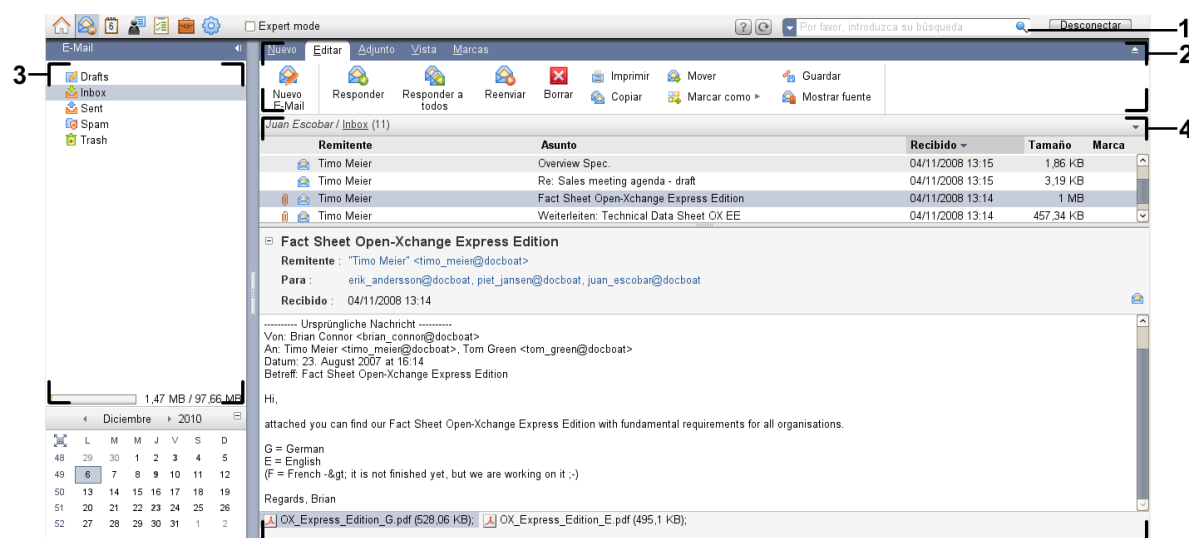 6 Expert mode ? Por favor, introduzca su búsqueda Desconectar 1
E-Mail Nuevo Editar Adjunto Vista Marcas 2
3
Drafts
Inbox
Sent
Spam
Trash
Nuevo E-Mail Responder Responder a todos Reenviar Borrar Imprimir Mover Guardar
Copiar Marcar como Mostrar fuente
Juan Escobar / Inbox (11) 4
Remitente Asunto Recibido Tamaño Marca
Timo Meier Overview Spec. 04/11/2008 13:15 1,86 KB
Timo Meier Re: Sales meeting agenda - draft 04/11/2008 13:15 3,19 KB
Timo Meier Fact Sheet Open-Xchange Express Edition 04/11/2008 13:14 1 MB
Timo Meier Weiterleiten: Technical Data Sheet OX EE 04/11/2008 13:14 457,34 KB
Fact Sheet Open-Xchange Express Edition
Remitente : "Timo Meier" <timo_meier@docboat>
Para : erik_andersson@docboat, piet_jansen@docboat, juan_escobar@docboat
Recibido : 04/11/2008 13:14
---------- Ursprüngliche Nachricht ----------
Von: Brian Connor <brian_connor@docboat>
An: Timo Meier <timo_meier@docboat>, Tom Green <tom_green@docboat>
Datum: 23. August 2007 at 16:14
Betreff: Fact Sheet Open-Xchange Express Edition
Hi,
attached you can find our Fact Sheet Open-Xchange Express Edition with fundamental requirements for all organisations.
G = German
E = English
(F = French -&gt; it is not finished yet, but we are working on it ;-)
Regards, Brian
OX_Express_Edition_G.pdf (528,06 KB); OX_Express_Edition_E.pdf (495,1 KB);
1,47 MB / 97,66 MB
Diciembre 2010
L M M J V S D
48 29 30 1 2 3 4 5
49 6 7 8 9 10 11 12
50 13 14 15 16 17 18 19
51 20 21 22 23 24 25 26
52 27 28 29 30 31 1 2